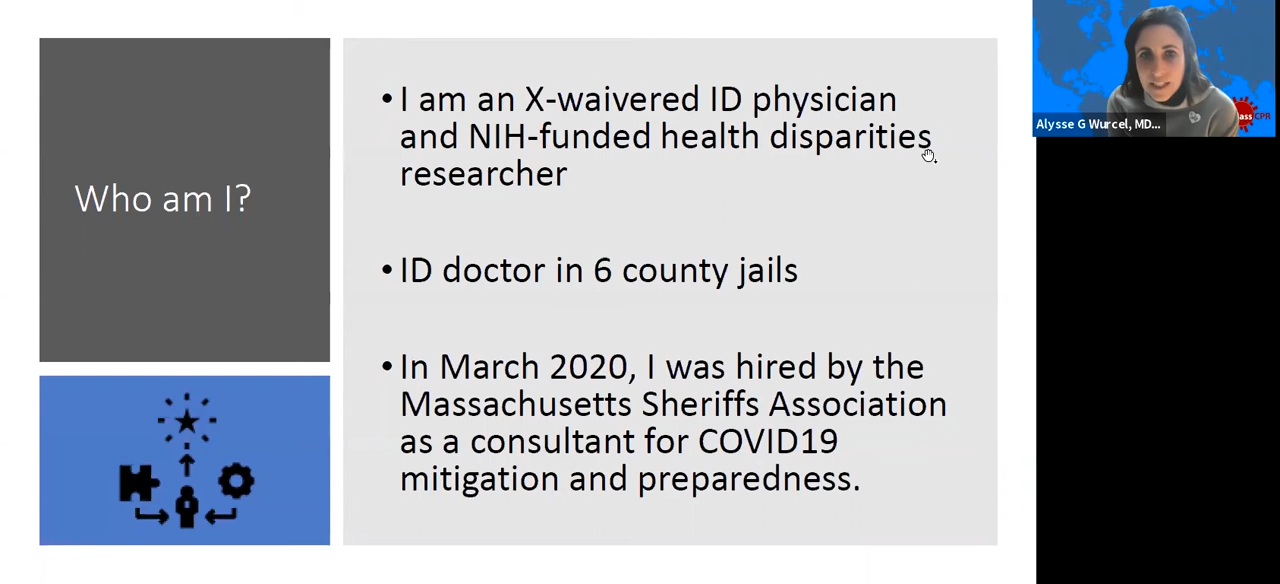 Who am I?
• I am an X-waivered ID physician
and NIH-funded health disparities
researcher
• ID doctor in 6 county jails
• In March 2020, I was hired by the
Massachusetts Sheriffs Association
as a consultant for COVID19
mitigation and preparedness.
Alysse G Wurcel, MD...
assCPR